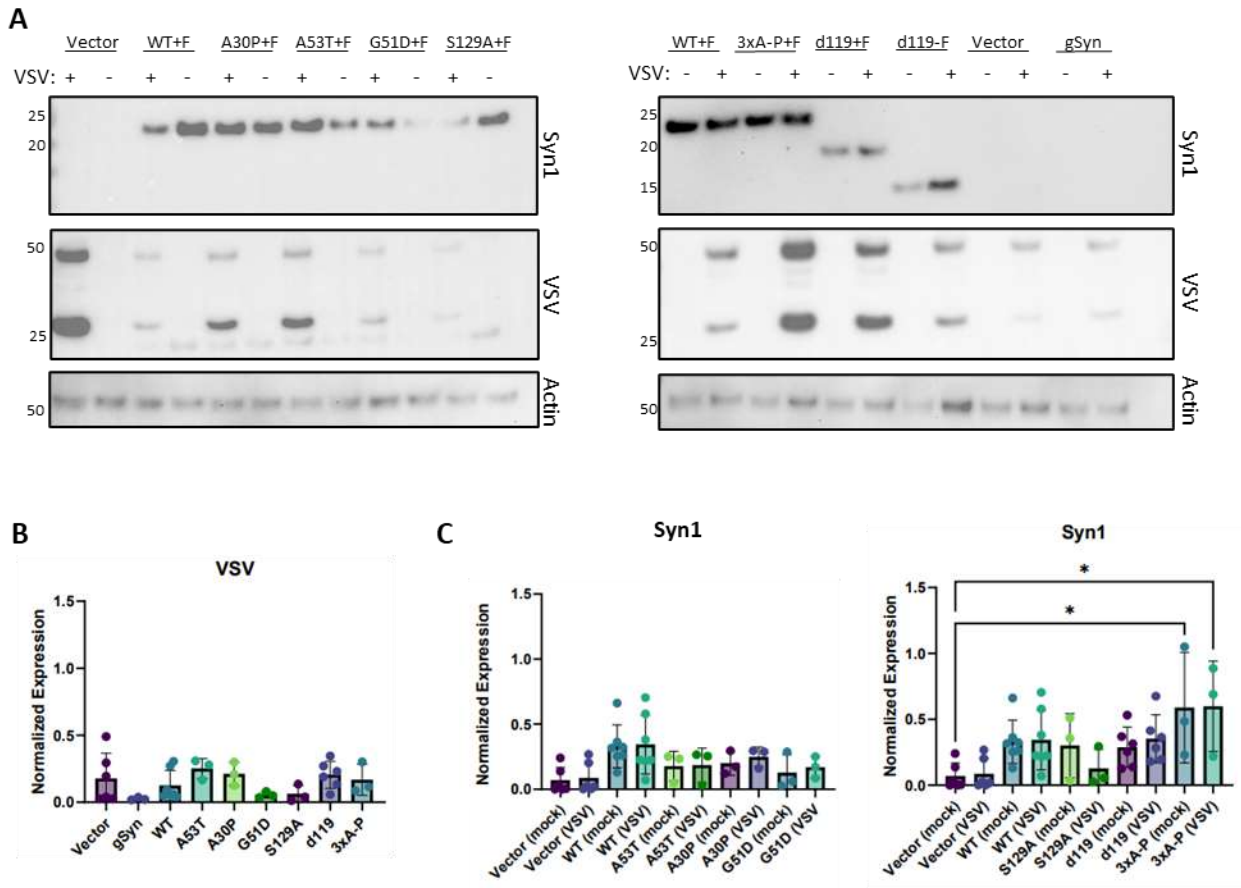 A
Vector WT+F A30P+F A53T+F G51D+F S129A+F
VSV: + - + - + - + - + - + -
25
20
Syn1
50
25
VSV
50
Actin
WT+F 3xA-P+F d119+F d119-F Vector gSyn
VSV: - + - + - + - + - + - +
25
20
15
Syn1
50
25
VSV
50
Actin
B
VSV
Normalized Expression
1.5
1.0
0.5
0.0
Vector gSyn WT A53T A30P G51D S129A d119 3xA-P
C
Syn1
Normalized Expression
1.5
1.0
0.5
0.0
Vector (mock) Vector (VSV) WT (mock) WT (VSV) A53T (mock) A53T (VSV) A30P (mock) A30P (VSV) G51D (mock) G51D (VSV
Syn1
Normalized Expression
1.5
1.0
0.5
0.0
* *
Vector (mock) Vector (VSV) WT (mock) WT (VSV) S129A (mock) S129A (VSV) d119 (mock) d119 (VSV) 3xA-P (mock) 3xA-P (VSV)